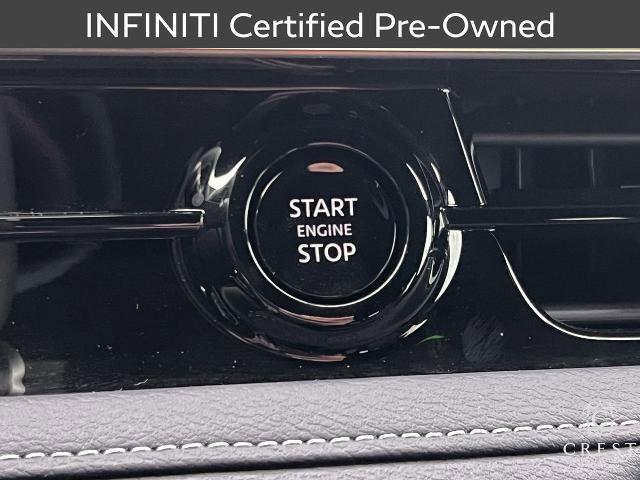 INFINITI Certified Pre-Owned
START
ENGINE
STOP
CREST